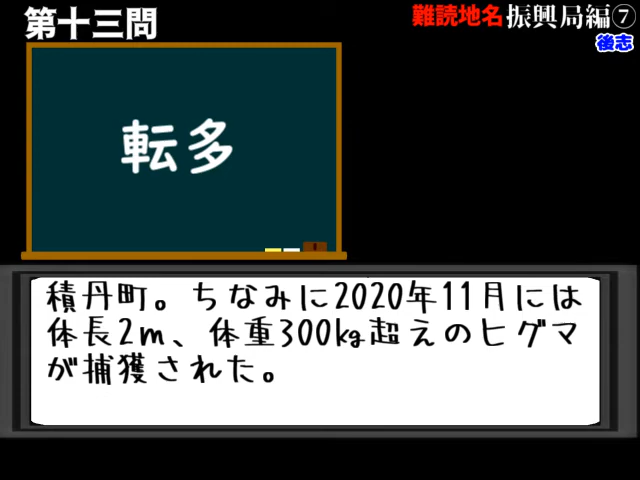 第十三問
難読地名振興局編⑦
後志
転多
積丹町。ちなみに2020年11月には
体長2m、体重300kg超えのヒグマ
が捕獲された。